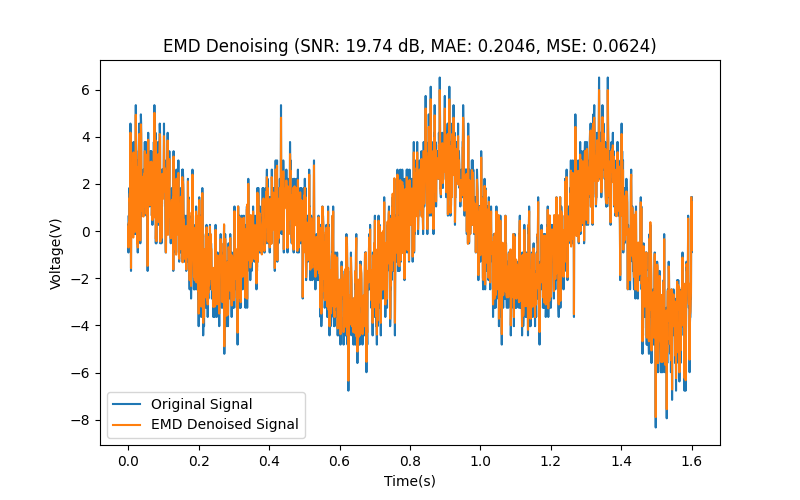 EMD Denoising (SNR: 19.74 dB, MAE: 0.2046, MSE: 0.0624)
6
4
2
0
−2
−4
−6
−8
Voltage(V)
Original Signal
EMD Denoised Signal
0.0 0.2 0.4 0.6 0.8 1.0 1.2 1.4 1.6
Time(s)